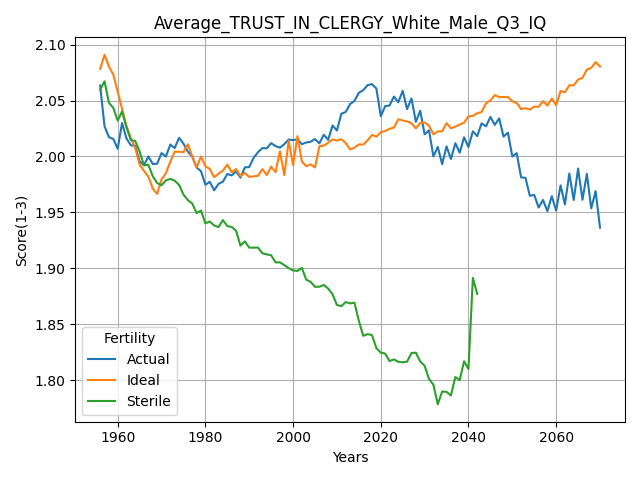 Average_TRUST_IN_CLERGY_White_Male_Q3_IQ
2.10
2.05
2.00
1.95
1.90
1.85
1.80
Score(1-3)
Fertility
Actual
Ideal
Sterile
1960
1980
2000
2020
2040
2060
Years